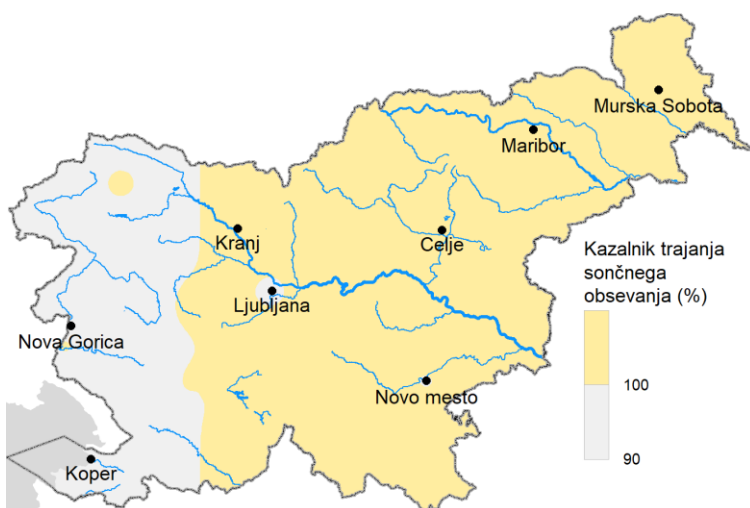 Murska Sobota
Maribor
Kranj
Celje
Ljubljana
Nova Gorica
Novo mesto
Koper
Kazalnik trajanja
sončnega
obsevanja (%)
100
90